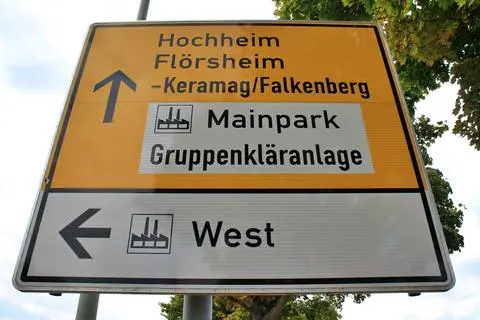 Hochheim
Flörsheim
-Keramag/Falkenberg
Mainpark
Gruppenkläranlage
West